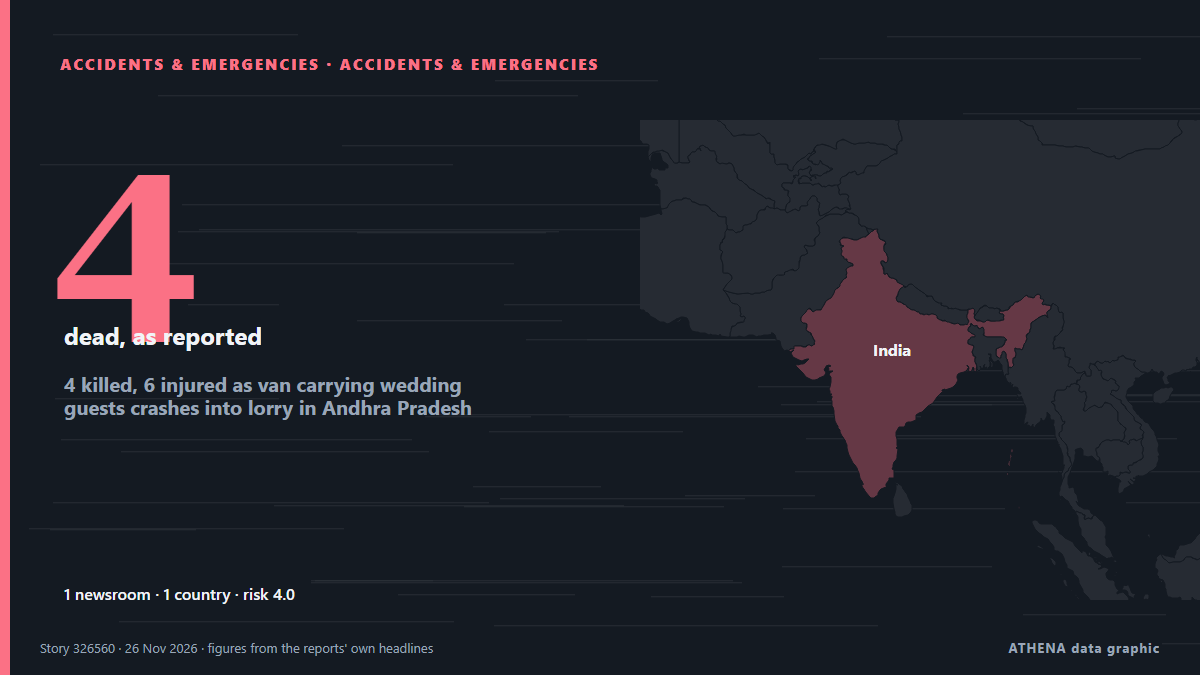 ACCIDENTS & EMERGENCIES · ACCIDENTS & EMERGENCIES
4
dead, as reported
4 killed, 6 injured as van carrying wedding
guests crashes into lorry in Andhra Pradesh
India
1 newsroom · 1 country · risk 4.0
Story 326560 · 26 Nov 2026 · figures from the reports' own headlines
ATHENA data graphic